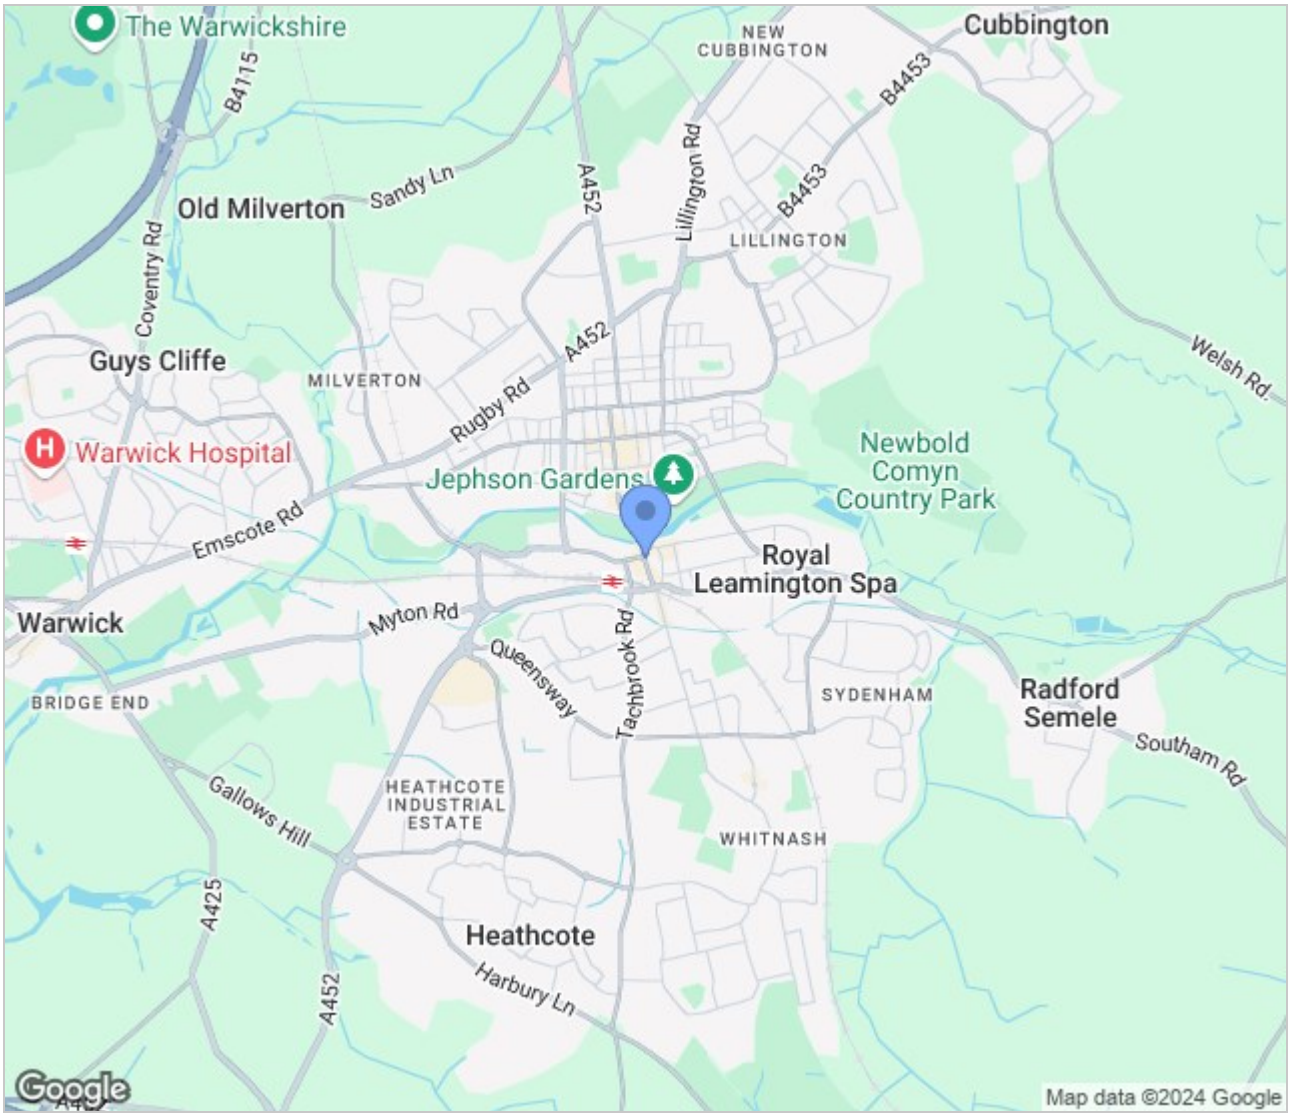 The Warwickshire
B4115
NEW
CUBBINGTON
Cubbington
B4453
Lillington Rd
A452
Sandy Ln
Old Milverton
B4453
LILLINGTON
Coventry Rd
A452
Guys Cliffe
MILVERTON
Rugby Rd
Welsh Rd
Warwick Hospital
H
Jephson Gardens
Newbold
Comyn
Country Park
Emscote Rd
Royal
Leamington Spa
Warwick
Myton Rd
Queensway
Tachbrook Rd
BRIDGE END
SYDENHAM
Radford
Semele
Southam Rd
Gallows Hill
HEATHCOTE
INDUSTRIAL
ESTATE
WHITNASH
A425
Heathcote
Harbury Ln
A452
Google
Map data ©2024 Google